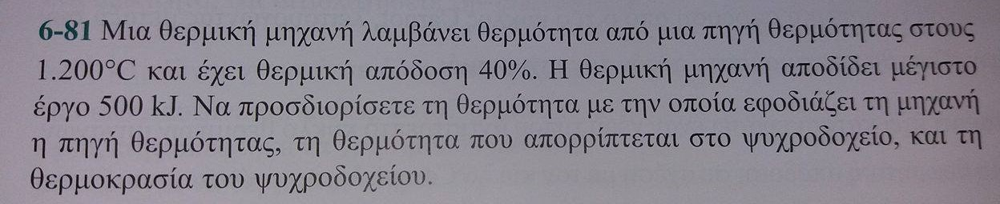 6-81 Μια θερμική μηχανή λαμβάνει θερμότητα από μια πηγή θερμότητας στους
1.200°C και έχει θερμική απόδοση 40%. Η θερμική μηχανή αποδίδει μέγιστο
έργο 500 kJ. Να προσδιορίσετε τη θερμότητα με την οποία εφοδιάζει τη μηχανή
η πηγή θερμότητας, τη θερμότητα που απορρίπτεται στο ψυχροδοχείο, και τη
θερμοκρασία του ψυχροδοχείου.